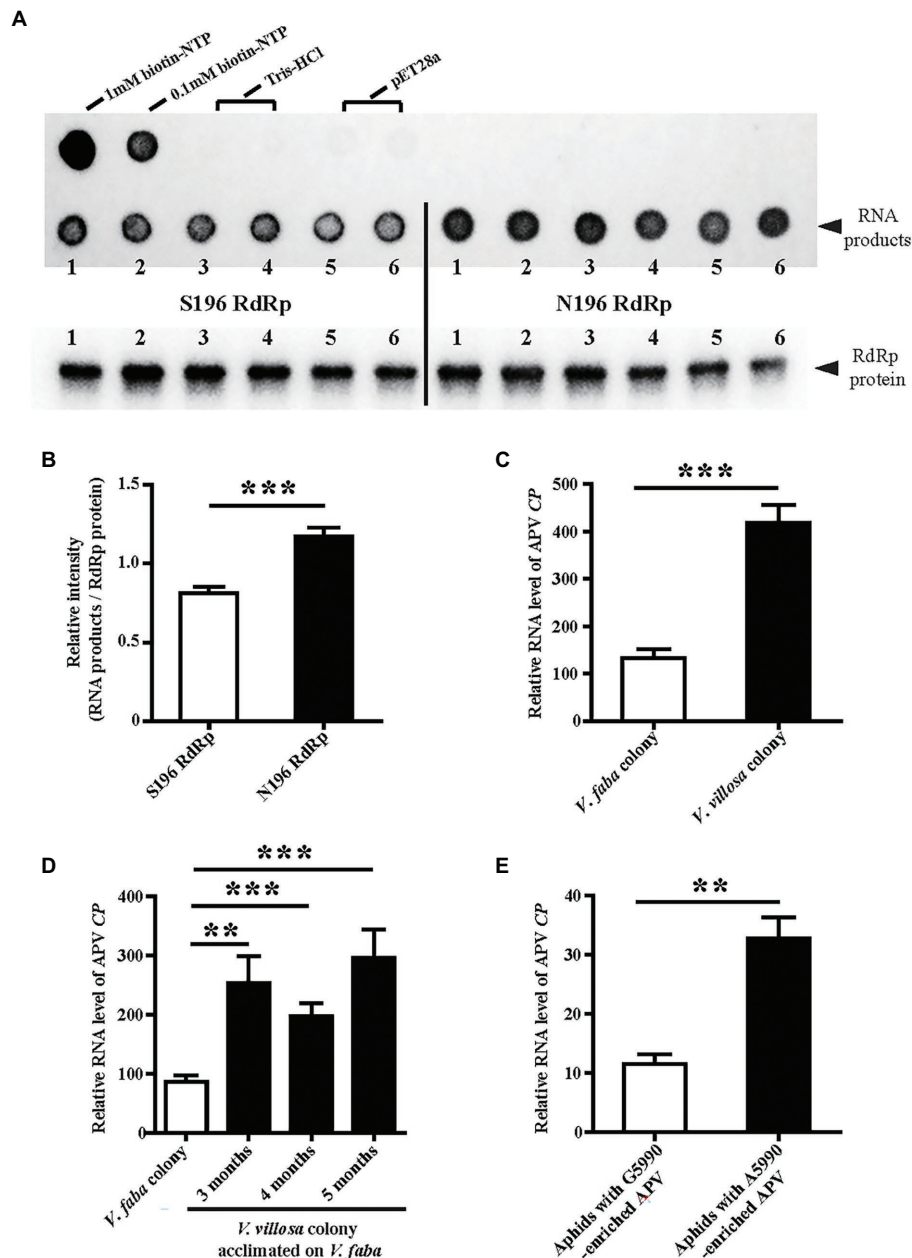 A
1mM biotin-NTP
0.1mM biotin-NTP
Tris-HCl
pET28a
RNA
products
1 2 3 4 5 6 1 2 3 4 5 6
S196 RdRp N196 RdRp
1 2 3 4 5 6 1 2 3 4 5 6
RdRp
protein
B
1.5
***
1.0
0.5
0
Relative intensity
(RNA products / RdRp protein)
S196 RdRp
N196 RdRp
C
500
***
400
300
200
100
0
Relative RNA level of APV CP
V. faba colony
V. villosa colony
D
400
***
***
**
300
200
100
0
Relative RNA level of APV CP
V. faba colony
3 months
4 months
5 months
V. villosa colony
acclimated on V. faba
E
40
**
30
20
10
0
Relative RNA level of APV CP
Aphids with G5990
-enriched APV
Aphids with A5990
-enriched APV